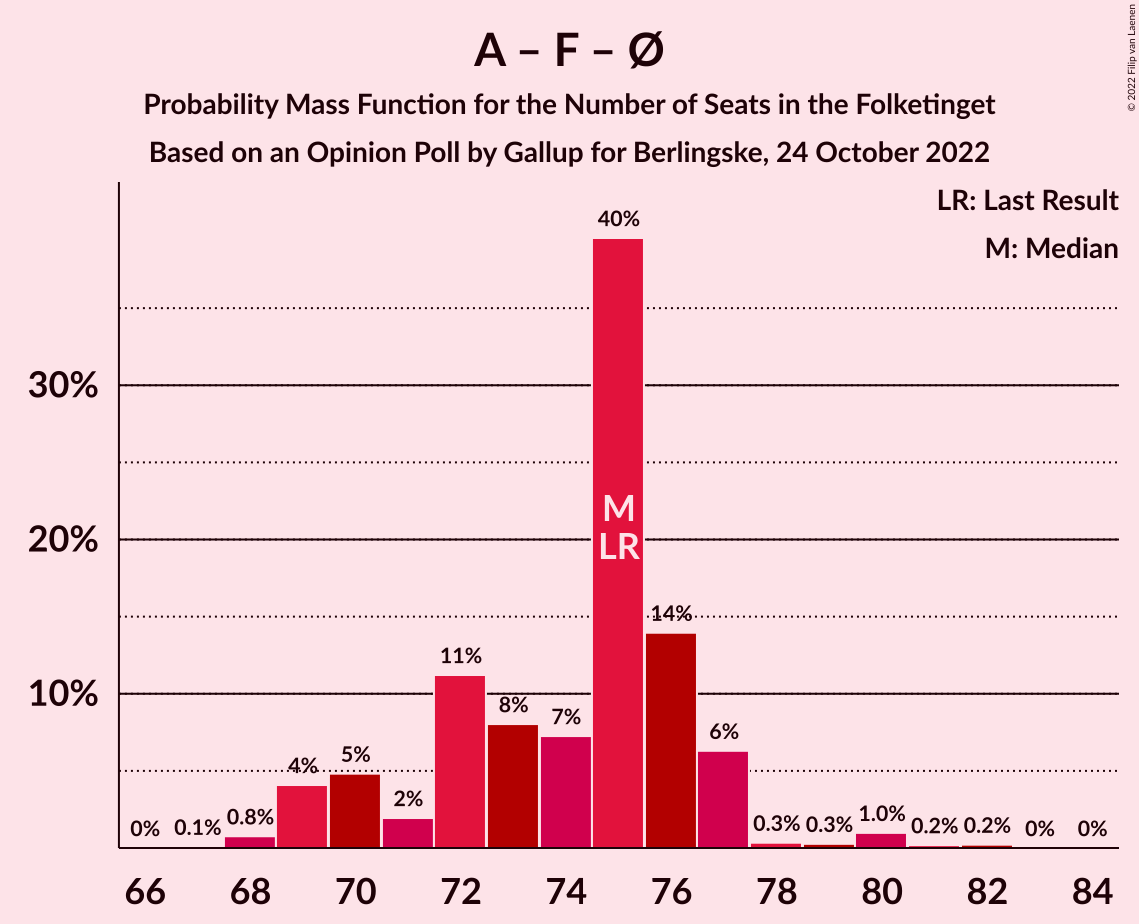 A – F – Ø
Probability Mass Function for the Number of Seats in the Folketinget
Based on an Opinion Poll by Gallup for Berlingske, 24 October 2022
© 2022 Filip van Laenen
LR: Last Result
M: Median
30%
20%
10%
0%
0.1%
0.8%
4%
5%
2%
11%
8%
7%
40%
M
LR
14%
6%
0.3%
0.3%
1.0%
0.2%
0.2%
0%
0%
66 68 70 72 74 76 78 80 82 84